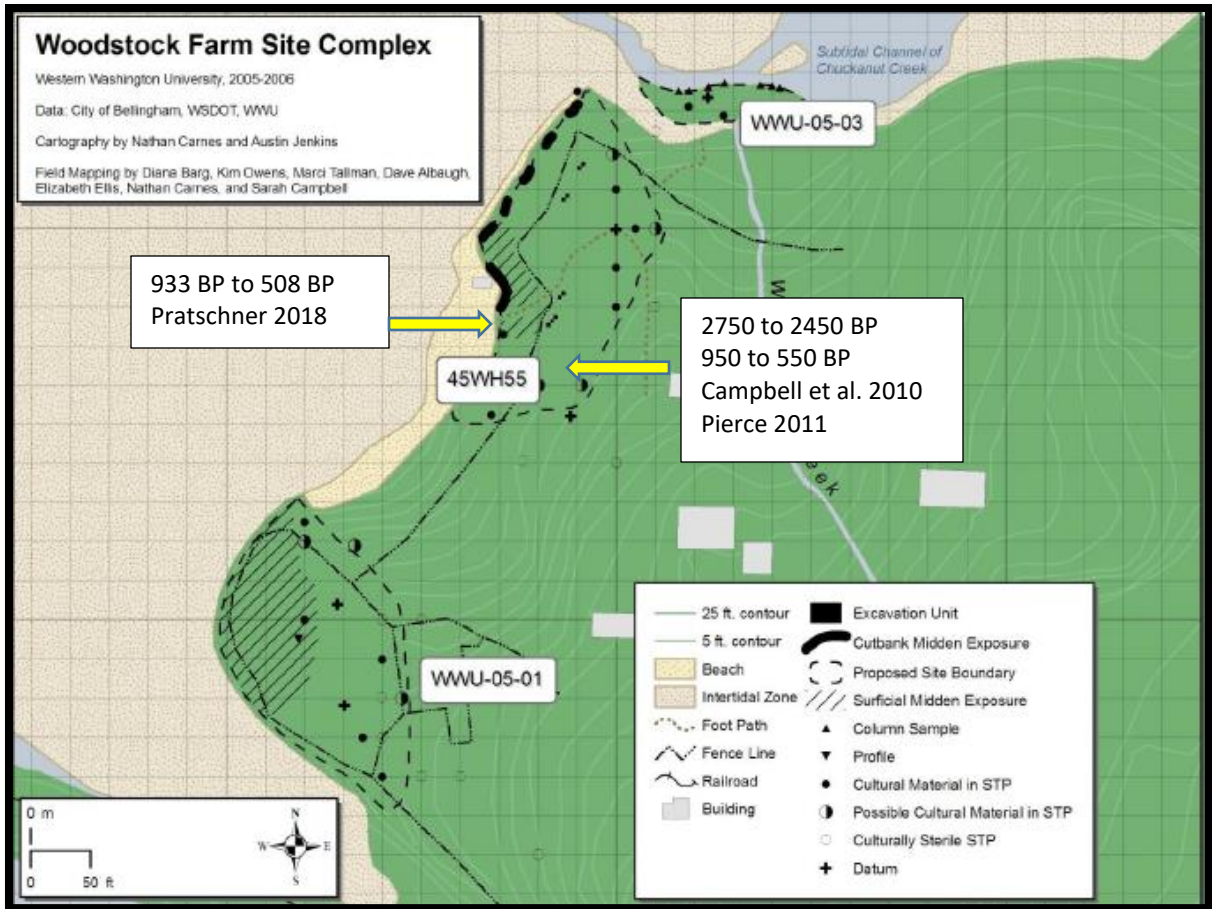 Woodstock Farm Site Complex
Western Washington University, 2005-2006
Data: City of Bellingham, WSDOT, WWU
Cartography by Nathan Carnes and Austin Jenkins
Field Mapping by Diana Barg, Kim Owens, Marci Tallman, Dave Albaugh,
Elizabeth Ellis, Nathan Carnes, and Sarah Campbell
Subtidal Channel of
Chuckanut Creek
WWU-05-03
933 BP to 508 BP
Pratschner 2018
2750 to 2450 BP
950 to 550 BP
Campbell et al. 2010
Pierce 2011
45WH55
WWU-05-01
25 ft. contour
5 ft. contour
Beach
Intertidal Zone
Foot Path
Fence Line
Railroad
Building
Excavation Unit
Cutbank Midden Exposure
Proposed Site Boundary
Surficial Midden Exposure
Column Sample
Profile
Cultural Material in STP
Possible Cultural Material in STP
Culturally Sterile STP
Datum
0 m
0 50 ft
N
W E
S